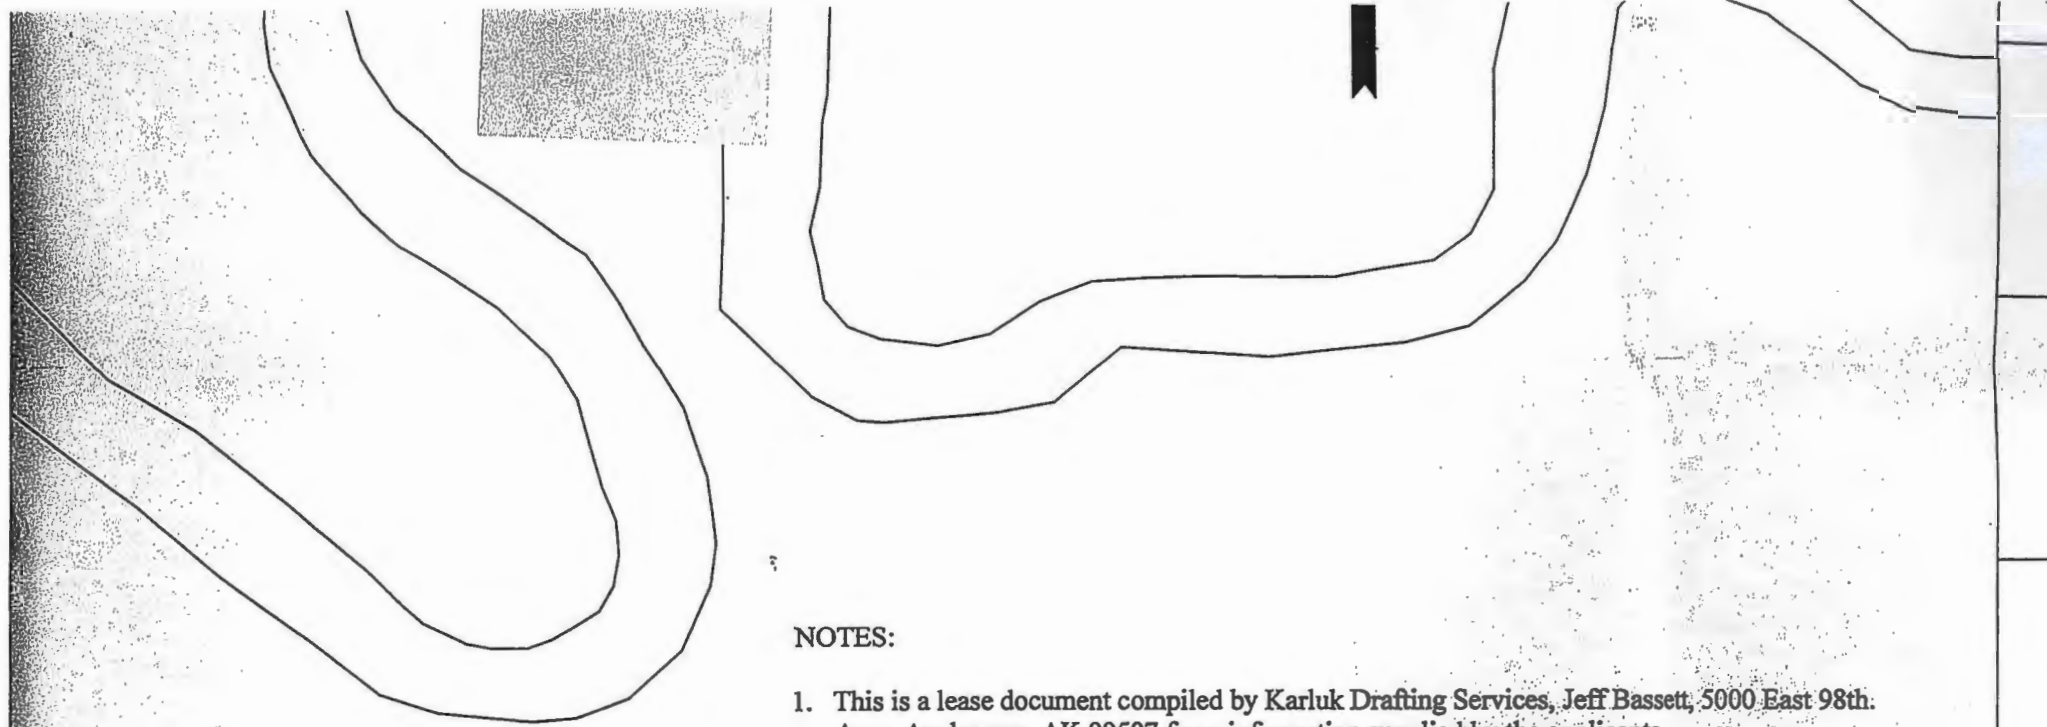 NOTES:
1. This is a lease document compiled by Karluk Drafting Services, Jeff Bassett, 5000 East 98th.